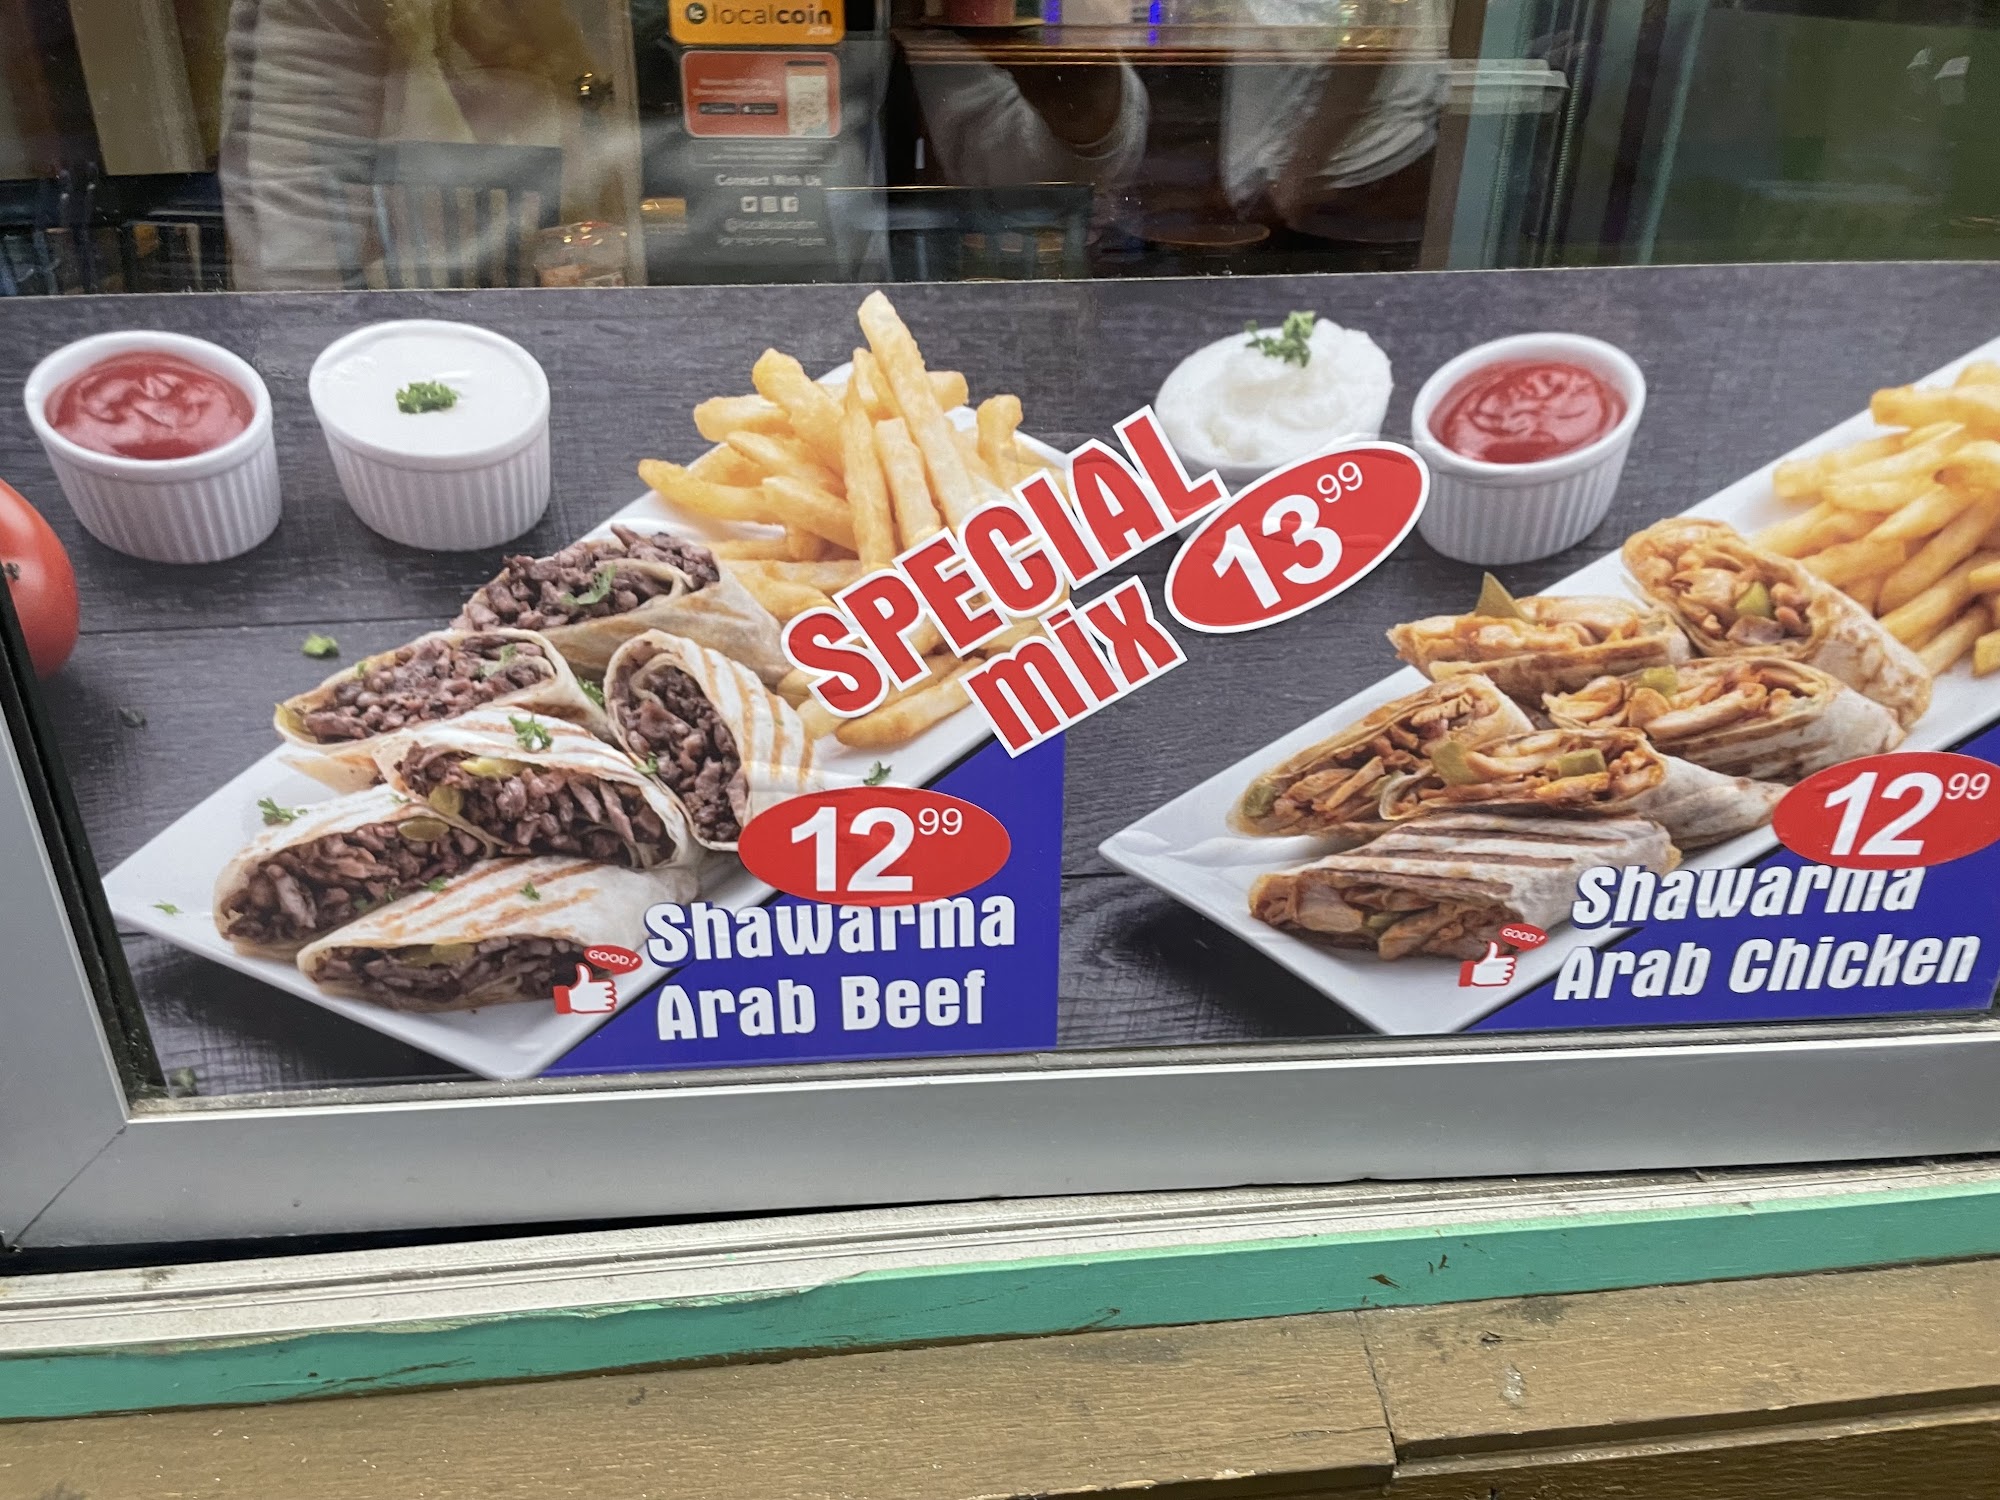 localcoin
ATM
Connect With Us
SPECIAL
mix
13 99
12 99
Shawarma
Arab Beef
GOOD!
12 99
Shawarma
Arab Chicken
GOOD!